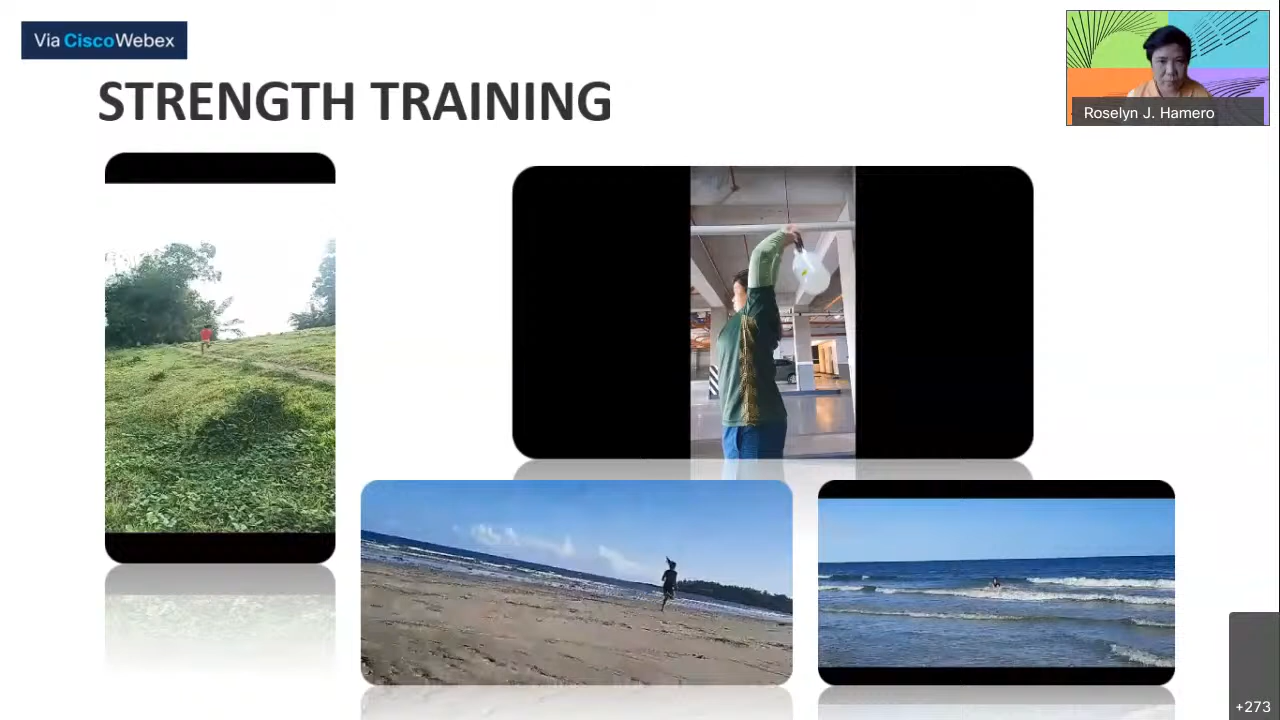 Via CiscoWebex
STRENGTH TRAINING
Roselyn J. Hamero
+273